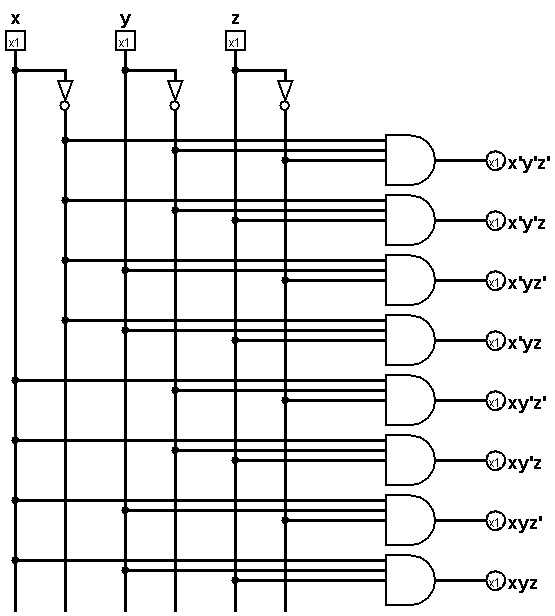 x y z
x1 x1 x1
x1 x'y'z'
x1 x'y'z
x1 x'yz'
x1 x'yz
x1 xy'z'
x1 xy'z
x1 xyz'
x1 xyz